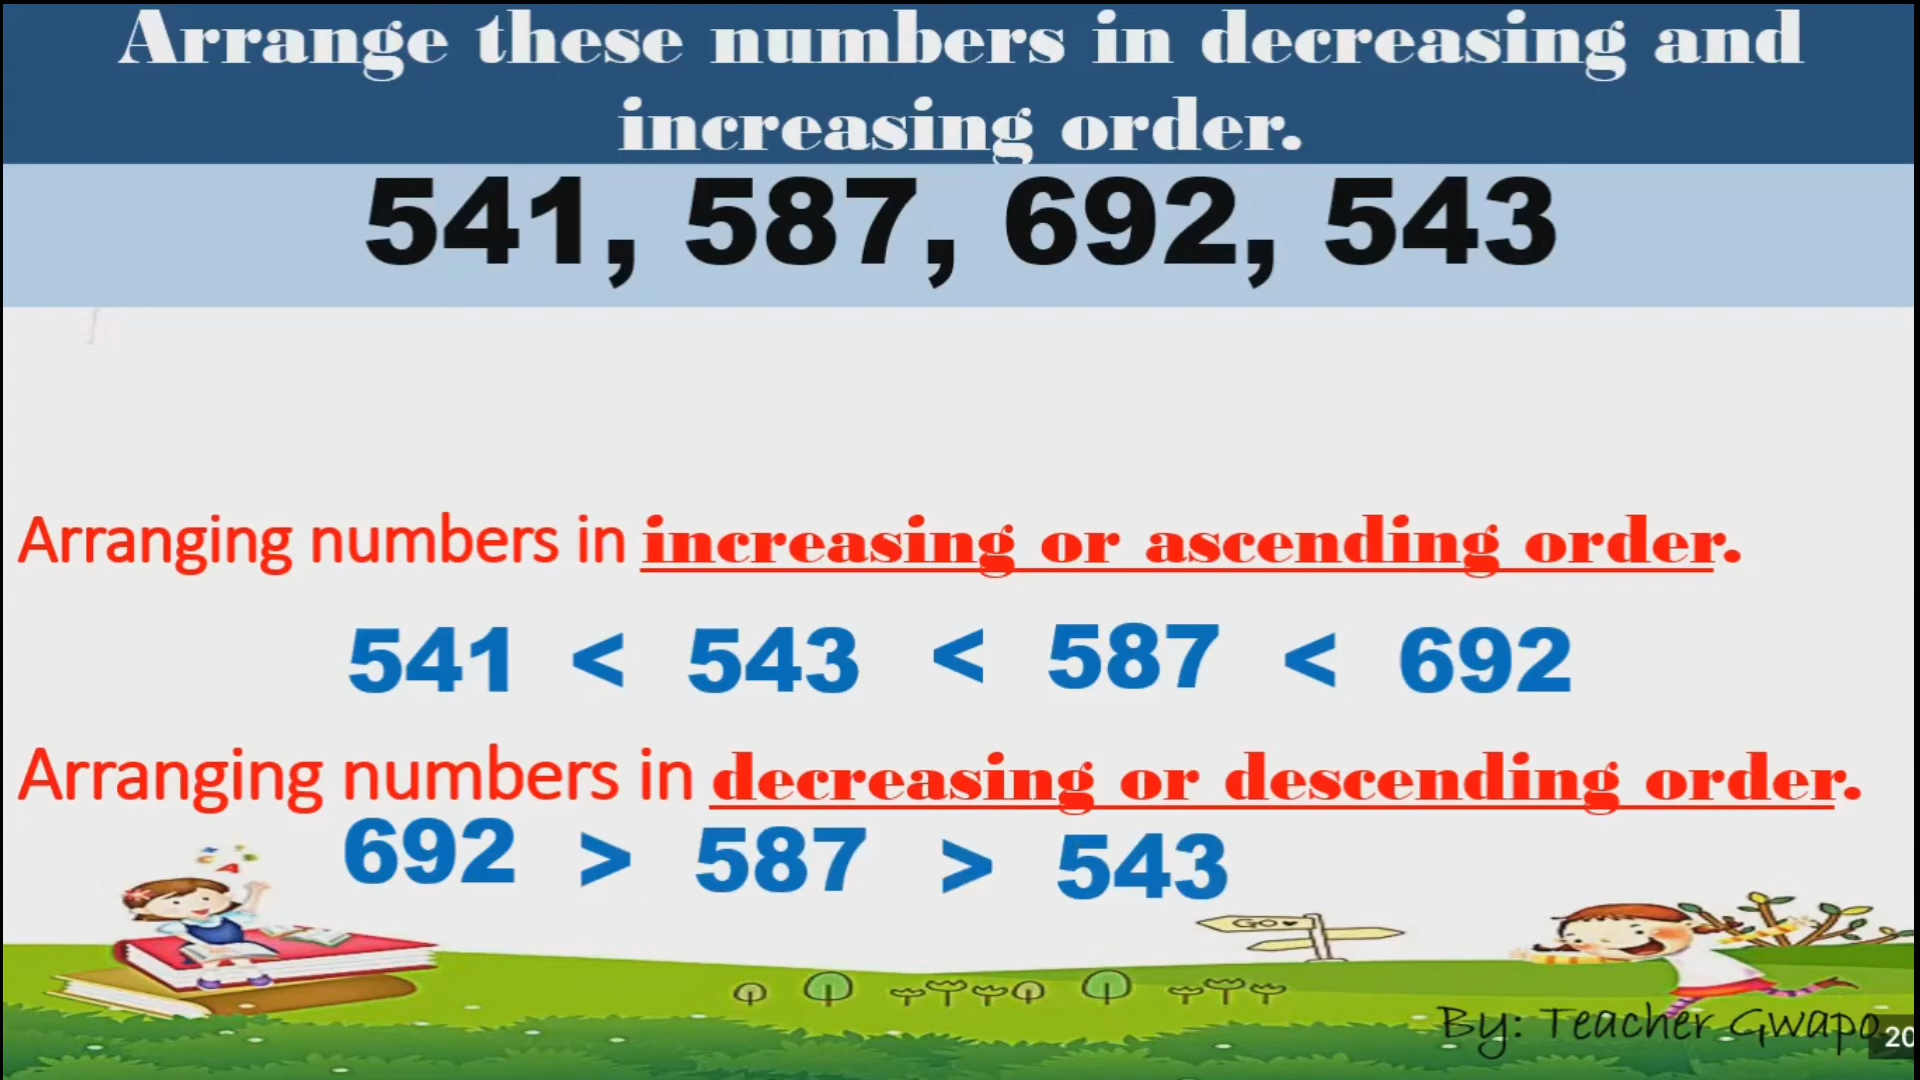 Arrange these numbers in decreasing and
increasing order.
541, 587, 692, 543
Arranging numbers in increasing or ascending order.
541 < 543 < 587 < 692
Arranging numbers in decreasing or descending order.
692 > 587 > 543
A
GO
By: Teacher Gwapo
20